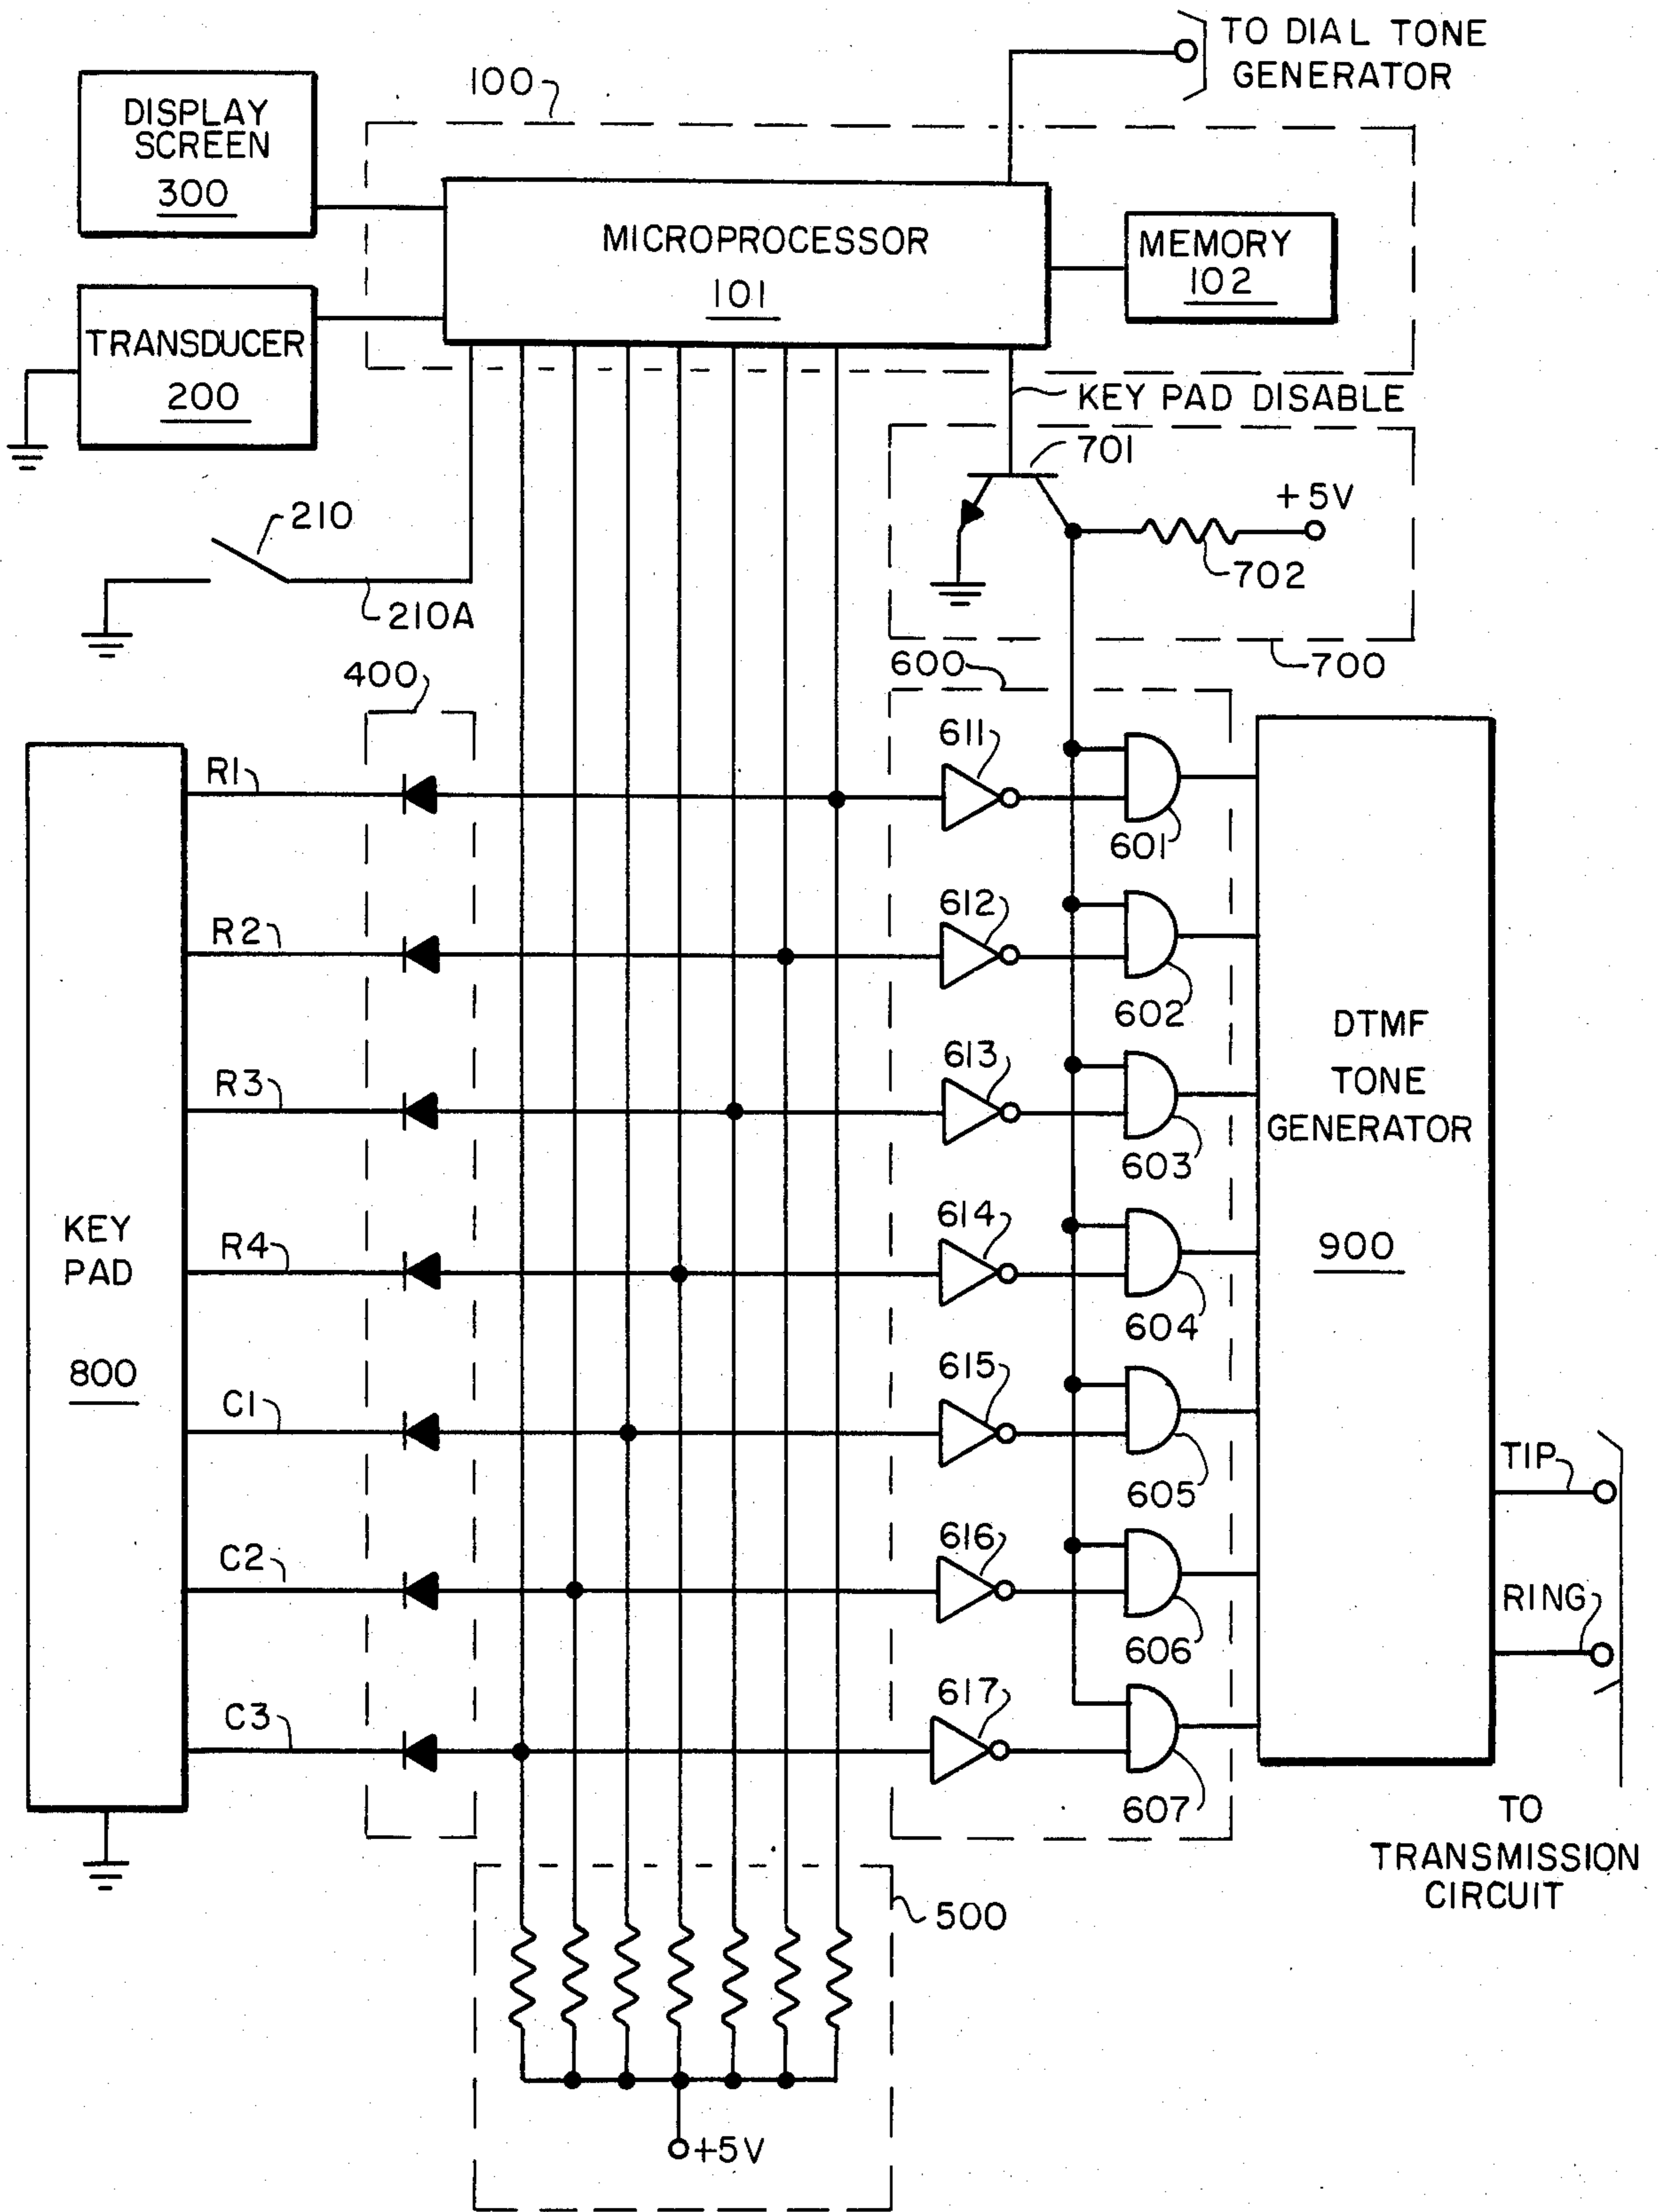 TO DIAL TONE
GENERATOR
100
DISPLAY
SCREEN
300
MICROPROCESSOR
101
MEMORY
102
TRANSDUCER
200
KEY PAD DISABLE
701
+5V
702
210
210A
700
600
400
611
R1
601
612
R2
602
613
R3
603
DTMF
TONE
GENERATOR
900
614
R4
604
KEY
PAD
800
615
C1
605
TIP
616
C2
606
RING
617
C3
607
TO
TRANSMISSION
CIRCUIT
500
+5V